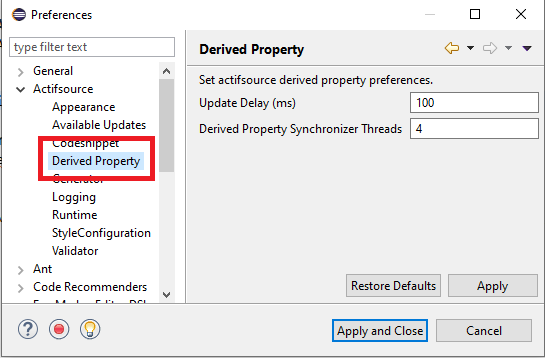 Preferences
type filter text
General
Actifsource
Appearance
Available Updates
Codesnippet
Derived Property
Generator
Logging
Runtime
StyleConfiguration
Validator
Ant
Code Recommenders
Derived Property
Set actifsource derived property preferences.
Update Delay (ms) 100
Derived Property Synchronizer Threads 4
Restore Defaults Apply
Apply and Close Cancel